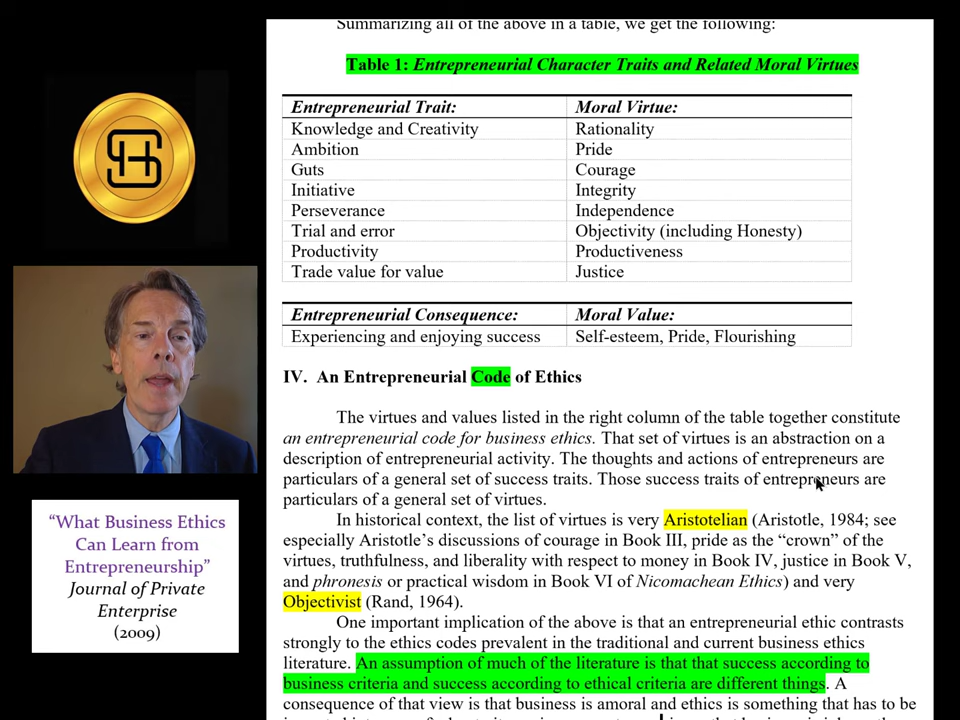 Summarizing all of the above in a table, we get the following:
Table 1: Entrepreneurial Character Traits and Related Moral Virtues
Entrepreneurial Trait: Moral Virtue:
Knowledge and Creativity Rationality
Ambition Pride
Guts Courage
Initiative Integrity
Perseverance Independence
Trial and error Objectivity (including Honesty)
Productivity Productiveness
Trade value for value Justice
Entrepreneurial Consequence: Moral Value:
Experiencing and enjoying success Self-esteem, Pride, Flourishing
IV. An Entrepreneurial Code of Ethics
The virtues and values listed in the right column of the table together constitute
an entrepreneurial code for business ethics. That set of virtues is an abstraction on a
description of entrepreneurial activity. The thoughts and actions of entrepreneurs are
particulars of a general set of success traits. Those success traits of entrepreneurs are
particulars of a general set of virtues.
In historical context, the list of virtues is very Aristotelian (Aristotle, 1984; see
especially Aristotle's discussions of courage in Book III, pride as the “crown” of the
virtues, truthfulness, and liberality with respect to money in Book IV, justice in Book V,
and phronesis or practical wisdom in Book VI of Nicomachean Ethics) and very
Objectivist (Rand, 1964).
One important implication of the above is that an entrepreneurial ethic contrasts
strongly to the ethics codes prevalent in the traditional and current business ethics
literature. An assumption of much of the literature is that that success according to
business criteria and success according to ethical criteria are different things. A
consequence of that view is that business is amoral and ethics is something that has to be
“What Business Ethics
Can Learn from
Entrepreneurship”
Journal of Private
Enterprise
(2009)